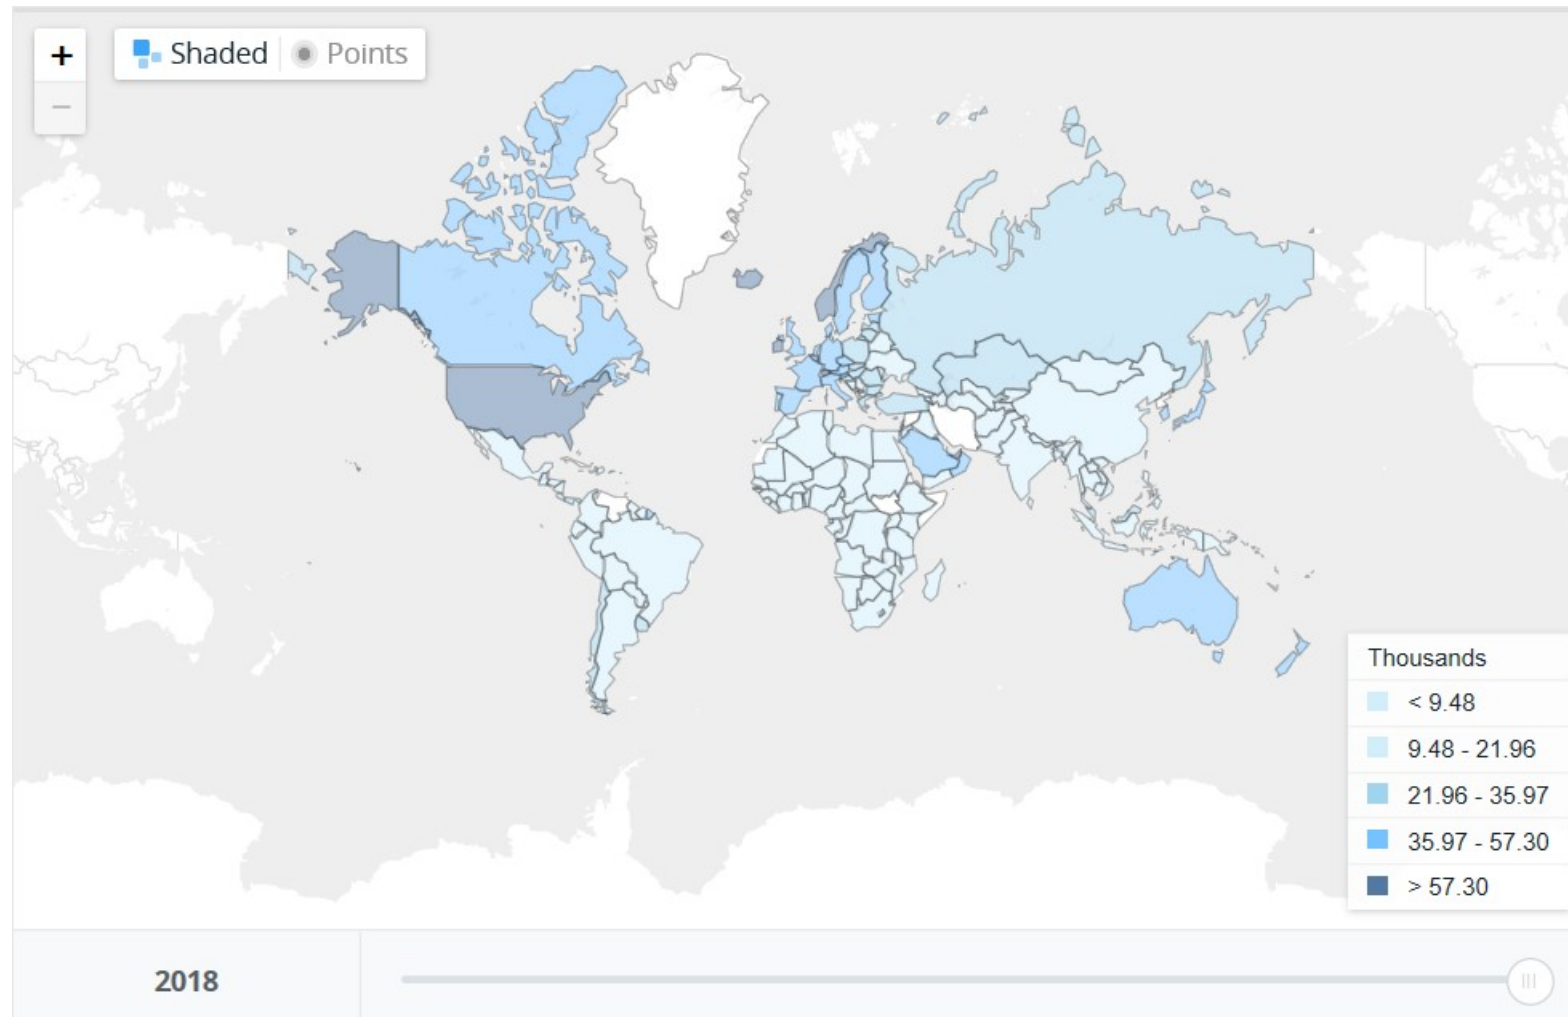 +
Shaded
Points
−
Thousands
< 9.48
9.48 - 21.96
21.96 - 35.97
35.97 - 57.30
> 57.30
2018